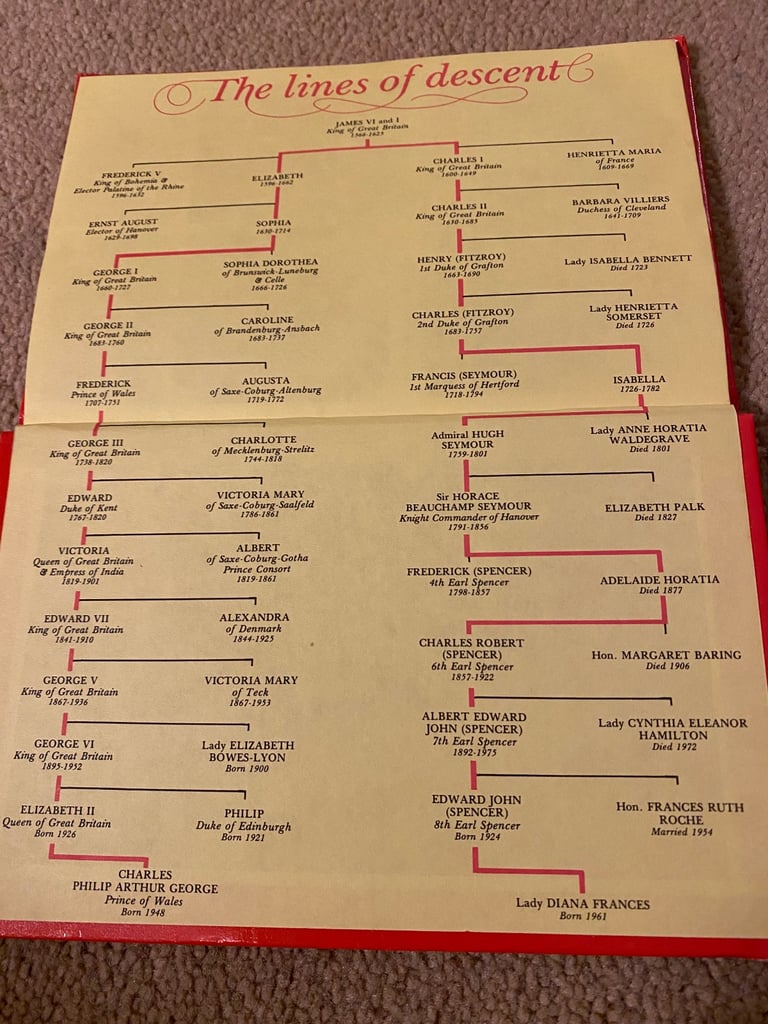 The lines of descent
JAMES VI and I
King of Great Britain
1566-1625
FREDERICK V
King of Bohemia &
Elector Palatine of the Rhine
1596-1632
ELIZABETH
1596-1662
ERNST AUGUST
Elector of Hanover
1629-1698
SOPHIA
1630-1714
GEORGE I
King of Great Britain
1660-1727
SOPHIA DOROTHEA
of Brunswick-Luneburg
& Celle
1666-1726
GEORGE II
King of Great Britain
1683-1760
CAROLINE
of Brandenburg-Ansbach
1683-1737
FREDERICK
Prince of Wales
1707-1751
AUGUSTA
of Saxe-Coburg-Altenburg
1719-1772
GEORGE III
King of Great Britain
1738-1820
CHARLOTTE
of Mecklenburg-Strelitz
1744-1818
EDWARD
Duke of Kent
1767-1820
VICTORIA MARY
of Saxe-Coburg-Saalfeld
1786-1861
VICTORIA
Queen of Great Britain
& Empress of India
1819-1901
ALBERT
of Saxe-Coburg-Gotha
Prince Consort
1819-1861
EDWARD VII
King of Great Britain
1841-1910
ALEXANDRA
of Denmark
1844-1925
GEORGE V
King of Great Britain
1867-1936
VICTORIA MARY
of Teck
1867-1953
GEORGE VI
King of Great Britain
1895-1952
Lady ELIZABETH
BOWES-LYON
Born 1900
ELIZABETH II
Queen of Great Britain
Born 1926
PHILIP
Duke of Edinburgh
Born 1921
CHARLES
PHILIP ARTHUR GEORGE
Prince of Wales
Born 1948
CHARLES I
King of Great Britain
1600-1649
HENRIETTA MARIA
of France
1609-1669
CHARLES II
King of Great Britain
1630-1685
BARBARA VILLIERS
Duchess of Cleveland
1641-1709
HENRY (FITZROY)
1st Duke of Grafton
1663-1690
Lady ISABELLA BENNETT
Died 1723
CHARLES (FITZROY)
2nd Duke of Grafton
1683-1757
Lady HENRIETTA
SOMERSET
Died 1726
FRANCIS (SEYMOUR)
1st Marquess of Hertford
1718-1794
ISABELLA
1726-1782
Admiral HUGH
SEYMOUR
1759-1801
Lady ANNE HORATIA
WALDEGRAVE
Died 1801
Sir HORACE
BEAUCHAMP SEYMOUR
Knight Commander of Hanover
1791-1856
ELIZABETH PALK
Died 1827
FREDERICK (SPENCER)
4th Earl Spencer
1798-1857
ADELAIDE HORATIA
Died 1877
CHARLES ROBERT
(SPENCER)
6th Earl Spencer
1857-1922
Hon. MARGARET BARING
Died 1906
ALBERT EDWARD
JOHN (SPENCER)
7th Earl Spencer
1892-1975
Lady CYNTHIA ELEANOR
HAMILTON
Died 1972
EDWARD JOHN
(SPENCER)
8th Earl Spencer
Born 1924
Hon. FRANCES RUTH
ROCHE
Married 1954
Lady DIANA FRANCES
Born 1961